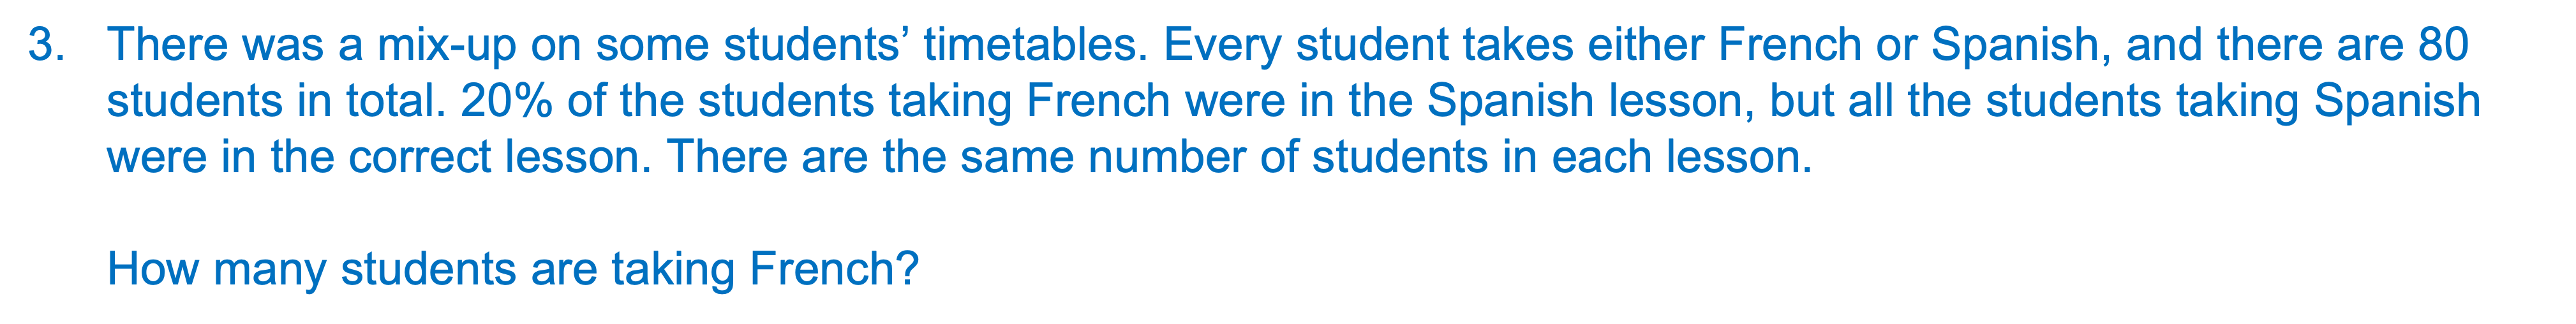 3. There was a mix-up on some students’ timetables. Every student takes either French or Spanish, and there are 80
students in total. 20% of the students taking French were in the Spanish lesson, but all the students taking Spanish
were in the correct lesson. There are the same number of students in each lesson.
How many students are taking French?